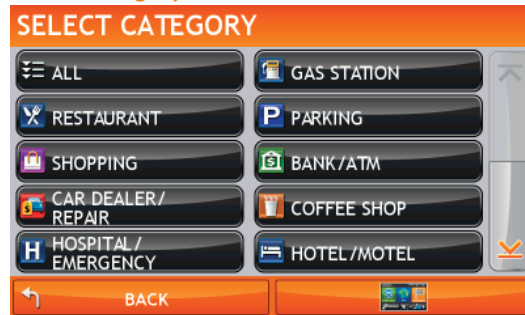 SELECT CATEGORY
ALL
GAS STATION
RESTAURANT
P PARKING
SHOPPING
$ BANK/ATM
$ CAR DEALER/
REPAIR
COFFEE SHOP
H HOSPITAL/
EMERGENCY
HOTEL/MOTEL
BACK